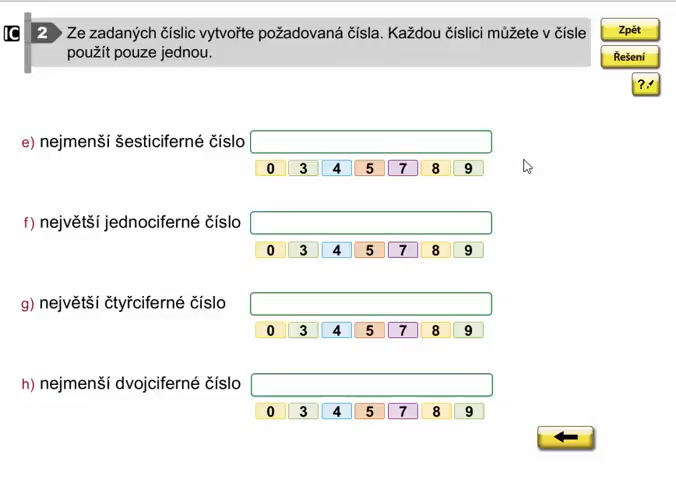 IC 2 Ze zadaných číslic vytvořte požadovaná čísla. Každou číslici můžete v čísle
použít pouze jednou.
Zpět
Řešení
?
e) nejmenší šesticiferné číslo
0 3 4 5 7 8 9
f) největší jednociferné číslo
0 3 4 5 7 8 9
g) největší čtyřciferné číslo
0 3 4 5 7 8 9
h) nejmenší dvojciferné číslo
0 3 4 5 7 8 9